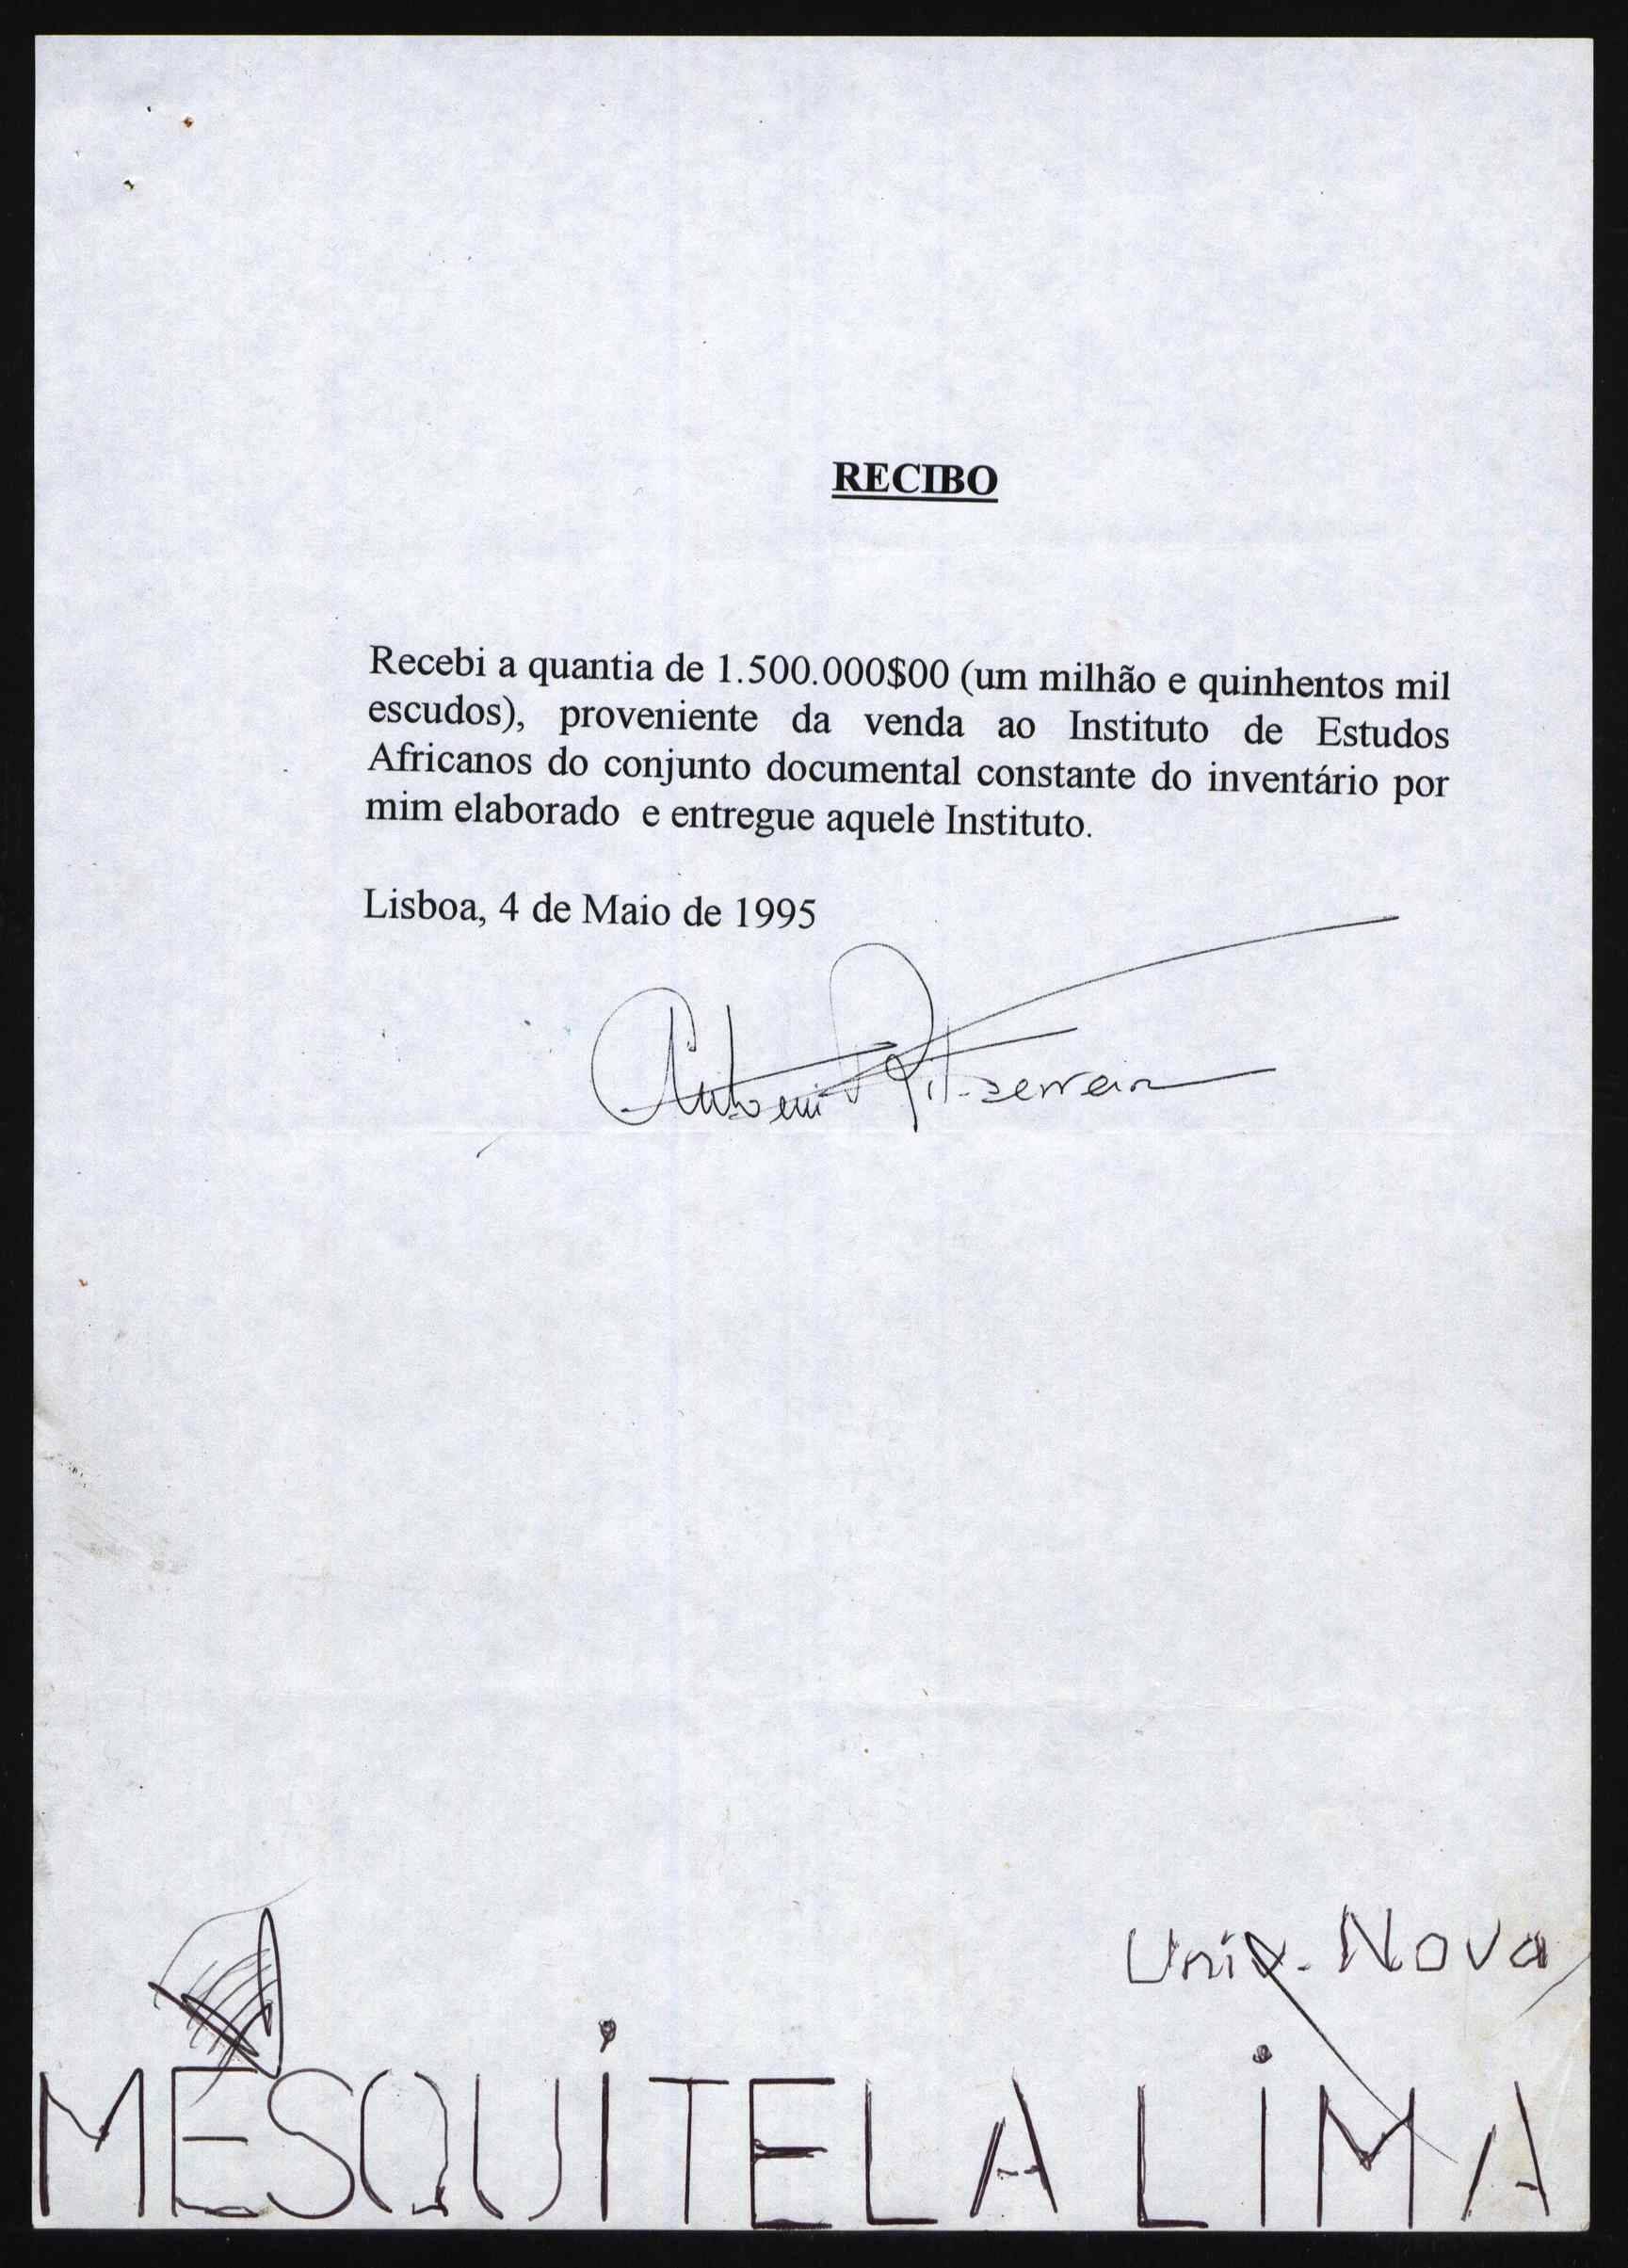 RECIBO
Recebi a quantia de 1.500.000$00 (um milhão e quinhentos mil
escudos), proveniente da venda ao Instituto de Estudos
Africanos do conjunto documental constante do inventário por
mim elaborado e entregue aquele Instituto.
Lisboa, 4 de Maio de 1995
Univ. Nova
MESQUITELA LIMA